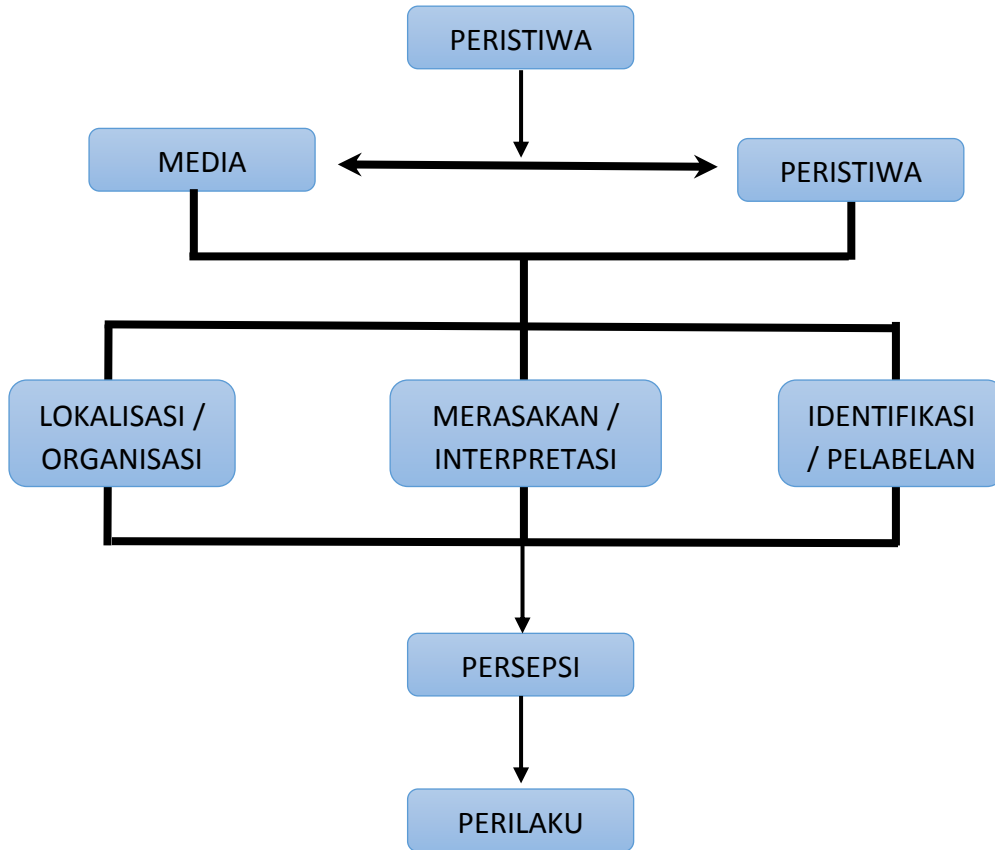 PERISTIWA
MEDIA
PERISTIWA
LOKALISASI /
ORGANISASI
MERASAKAN /
INTERPRETASI
IDENTIFIKASI
/ PELABELAN
PERSEPSI
PERILAKU